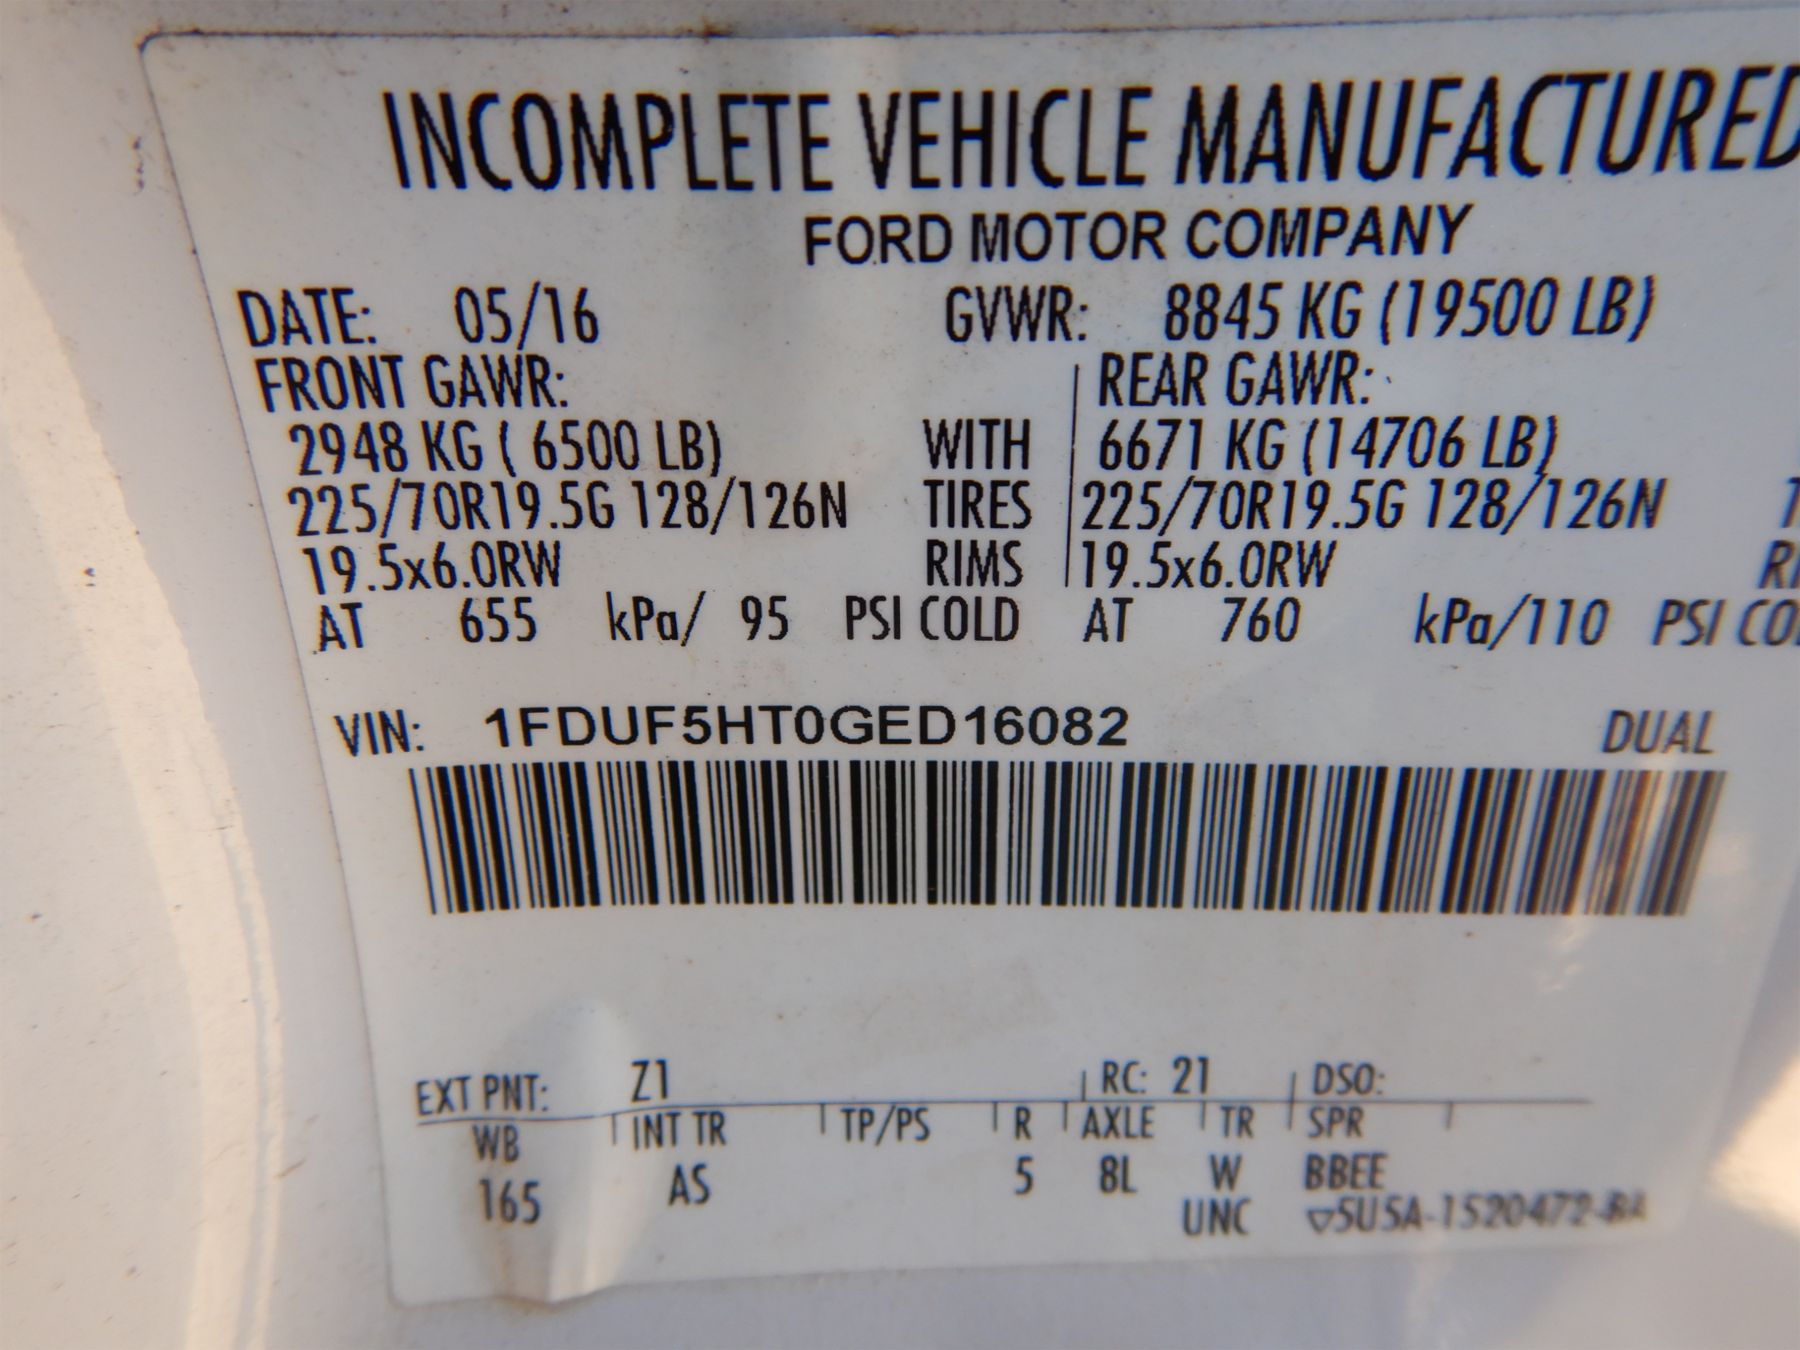 INCOMPLETE VEHICLE MANUFACTURED
FORD MOTOR COMPANY
DATE: 05/16 GVWR: 8845 KG (19500 LB)
FRONT GAWR: REAR GAWR:
2948 KG ( 6500 LB) WITH 6671 KG (14706 LB)
225/70R19.5G 128/126N TIRES 225/70R19.5G 128/126N
19.5x6.0RW RIMS 19.5x6.0RW
AT 655 kPa/ 95 PSI COLD AT 760 kPa/110 PSI
VIN: 1FDUF5HT0GED16082 DUAL
EXT PNT: Z1 RC: 21 DSO:
WB INT TR TP/PS R AXLE TR SPR
165 AS 5 8L W BBEE
UNC 5U5A-1520472-BA